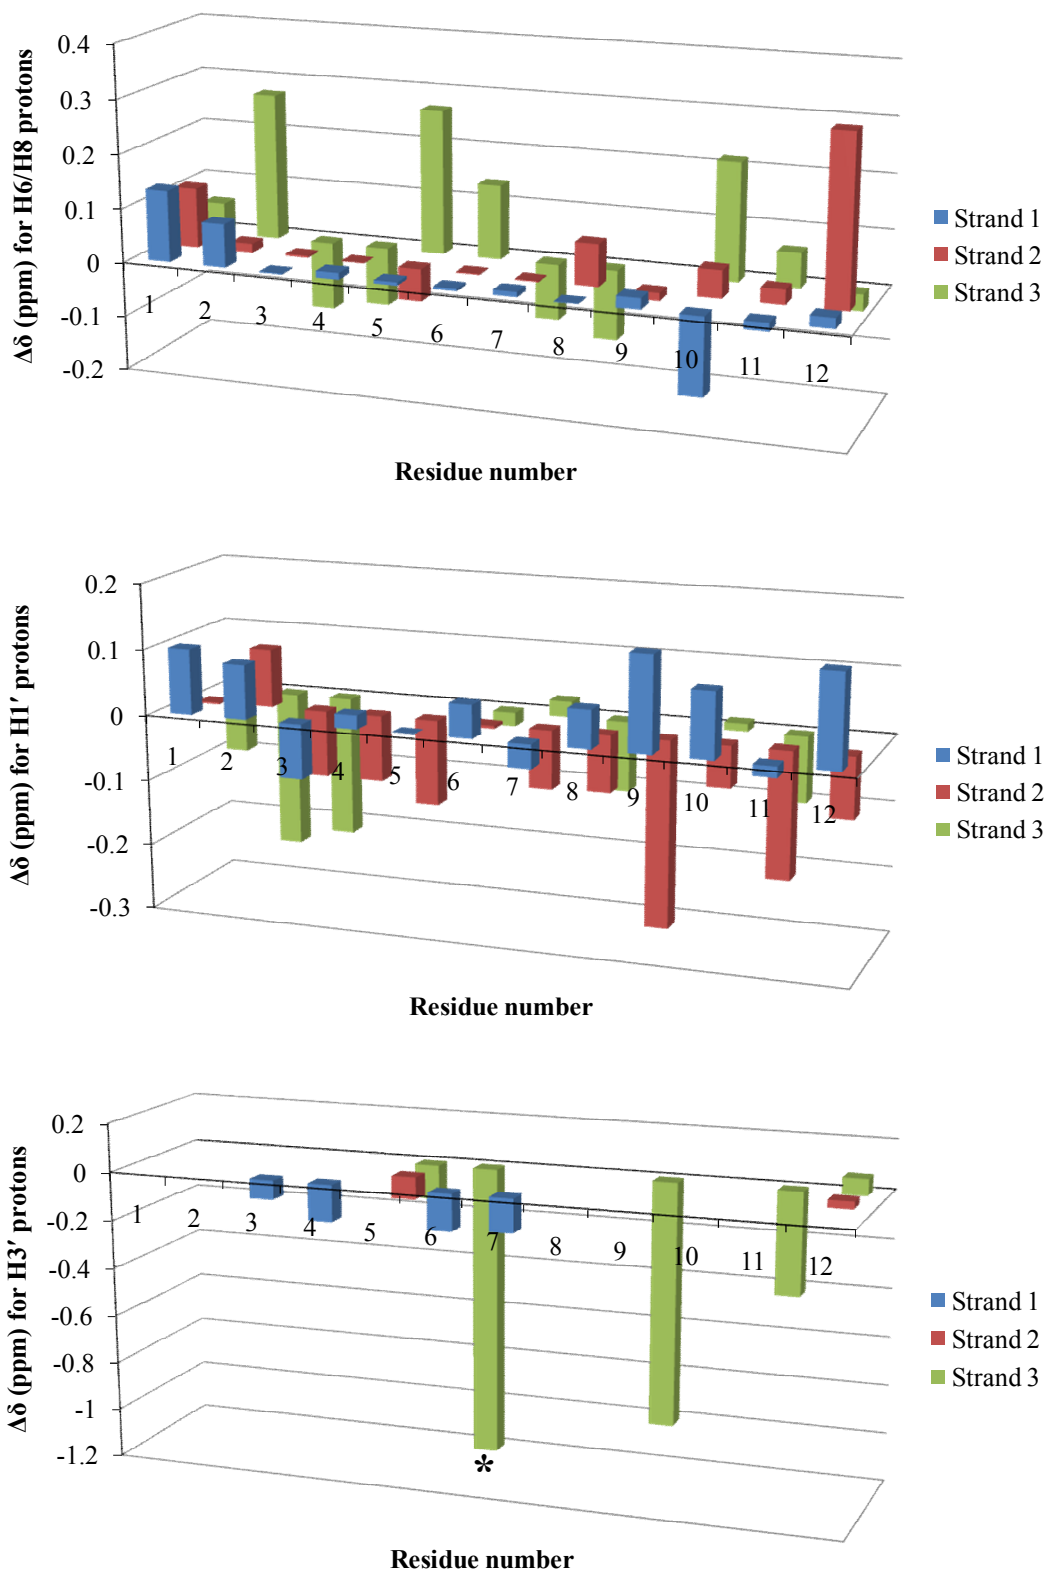 Δδ (ppm) for H6/H8 protons
0.4
0.3
0.2
0.1
0
-0.1
-0.2
1 2 3 4 5 6 7 8 9 10 11 12
Residue number
Strand 1
Strand 2
Strand 3
Δδ (ppm) for H1′ protons
0.2
0.1
0
-0.1
-0.2
-0.3
1 2 3 4 5 6 7 8 9 10 11 12
Residue number
Strand 1
Strand 2
Strand 3
Δδ (ppm) for H3′ protons
0.2
0
-0.2
-0.4
-0.6
-0.8
-1
-1.2
1 2 3 4 5 6 7 8 9 10 11 12
*
Residue number
Strand 1
Strand 2
Strand 3